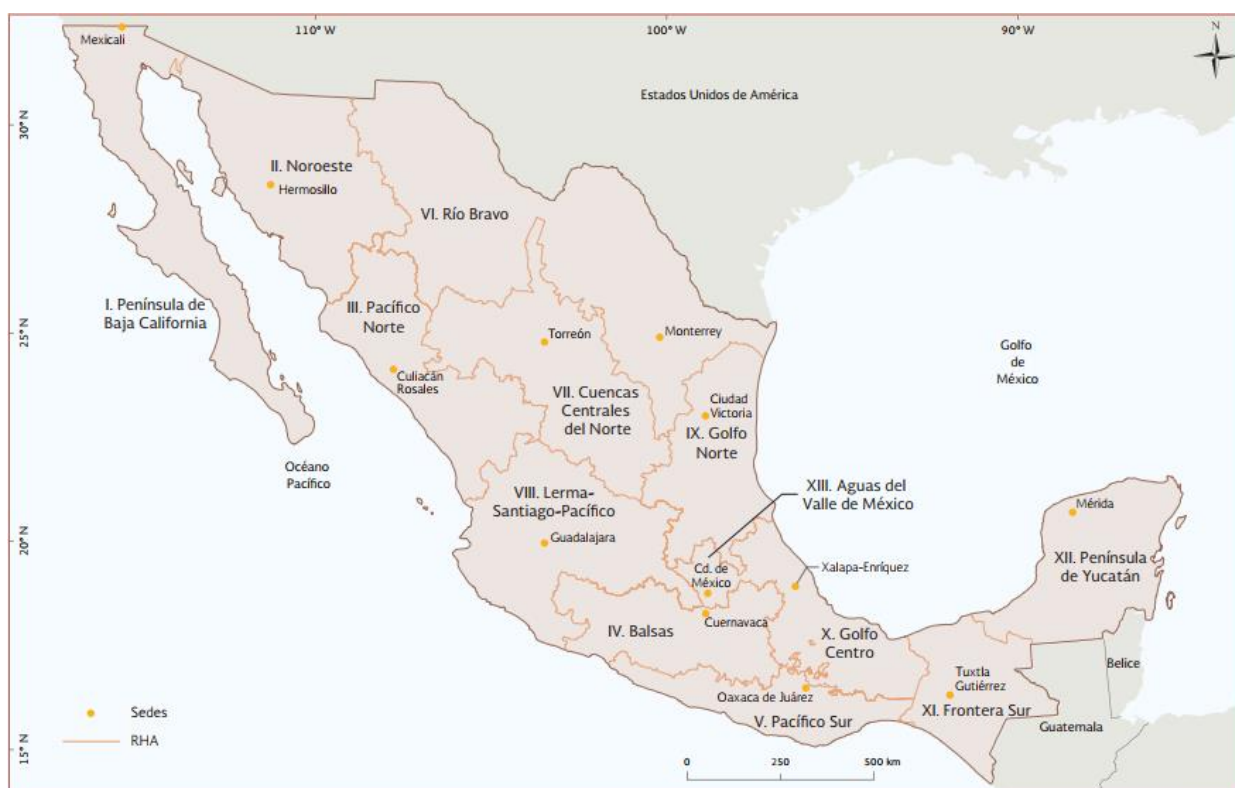 110°W
100°W
90°W
N
Mexicali
Estados Unidos de América
30°N
II. Noroeste
Hermosillo
VI. Río Bravo
I. Península de
Baja California
III. Pacífico
Norte
25°N
Torreón
Monterrey
Golfo
de
México
Culiacán
Rosales
VII. Cuencas
Centrales
del Norte
Ciudad
Victoria
IX. Golfo
Norte
Océano
Pacífico
VIII. Lerma-
Santiago-Pacífico
XIII. Aguas del
Valle de México
Mérida
20°N
Guadalajara
XII. Península
de Yucatán
Cd. de
México
Xalapa-Enríquez
IV. Balsas
Cuernavaca
X. Golfo
Centro
Belice
Tuxtla
Gutiérrez
Oaxaca de Juárez
XI. Frontera Sur
V. Pacífico Sur
Guatemala
Sedes
RHA
15°N
0
250
500 km